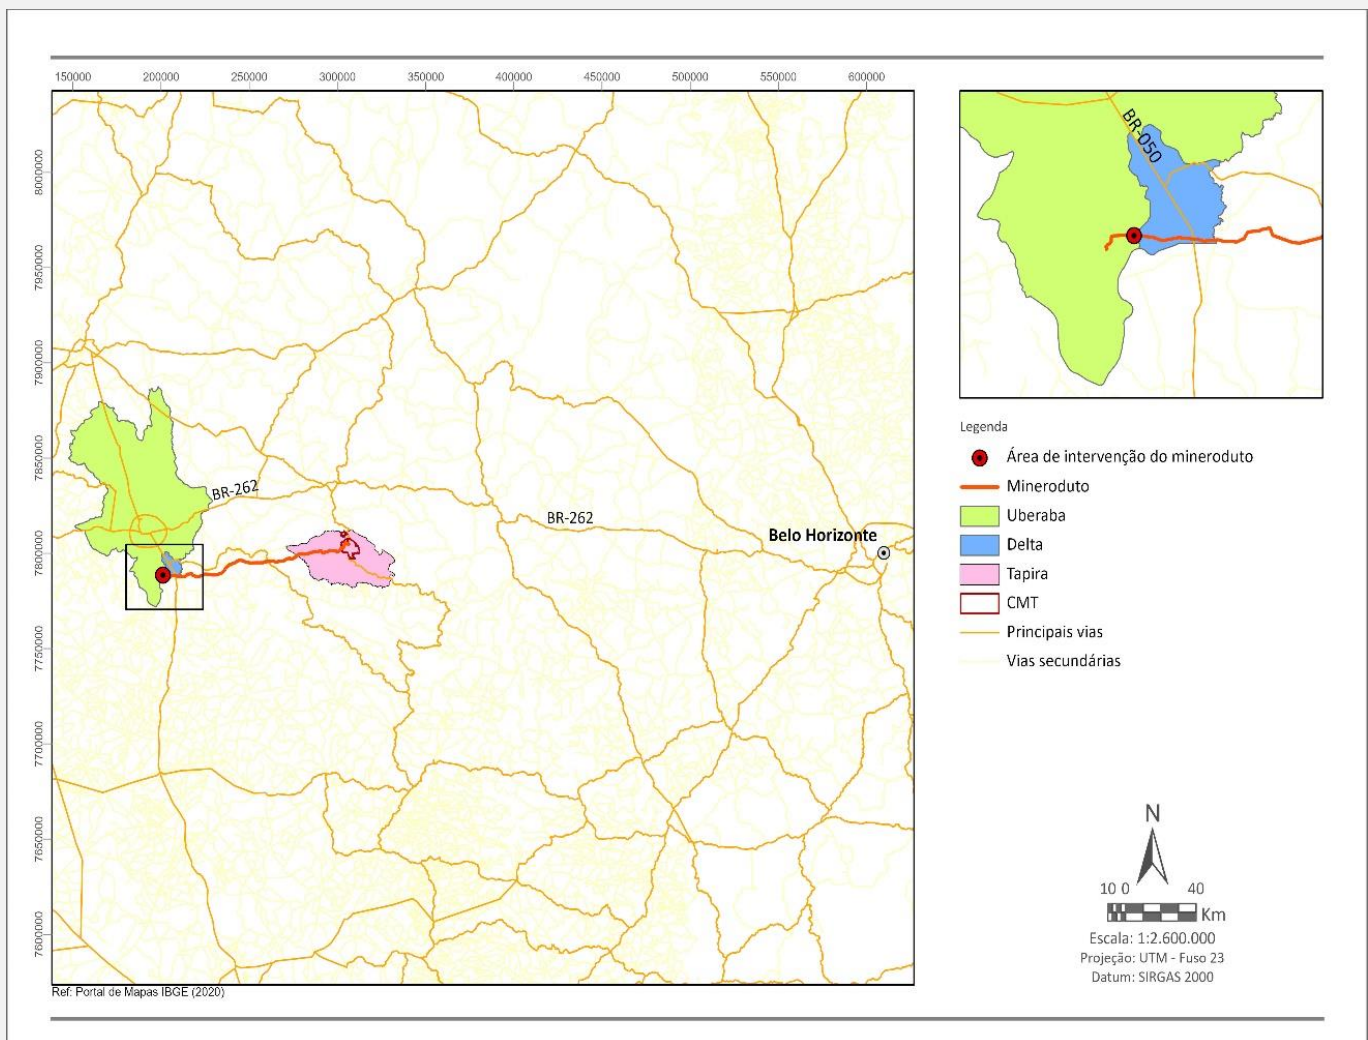 150000 200000 250000 300000 350000 400000 450000 500000 550000 600000
8000000
7950000
7900000
7850000
7800000
7750000
7700000
7650000
7600000
BR-262
BR-262
Belo Horizonte
Ref: Portal de Mapas IBGE (2020)
BR-050
Legenda
Área de intervenção do mineroduto
Mineroduto
Uberaba
Delta
Tapira
CMT
Principais vias
Vias secundárias
N
10 0 40
Km
Escala: 1:2.600.000
Projeção: UTM - Fuso 23
Datum: SIRGAS 2000